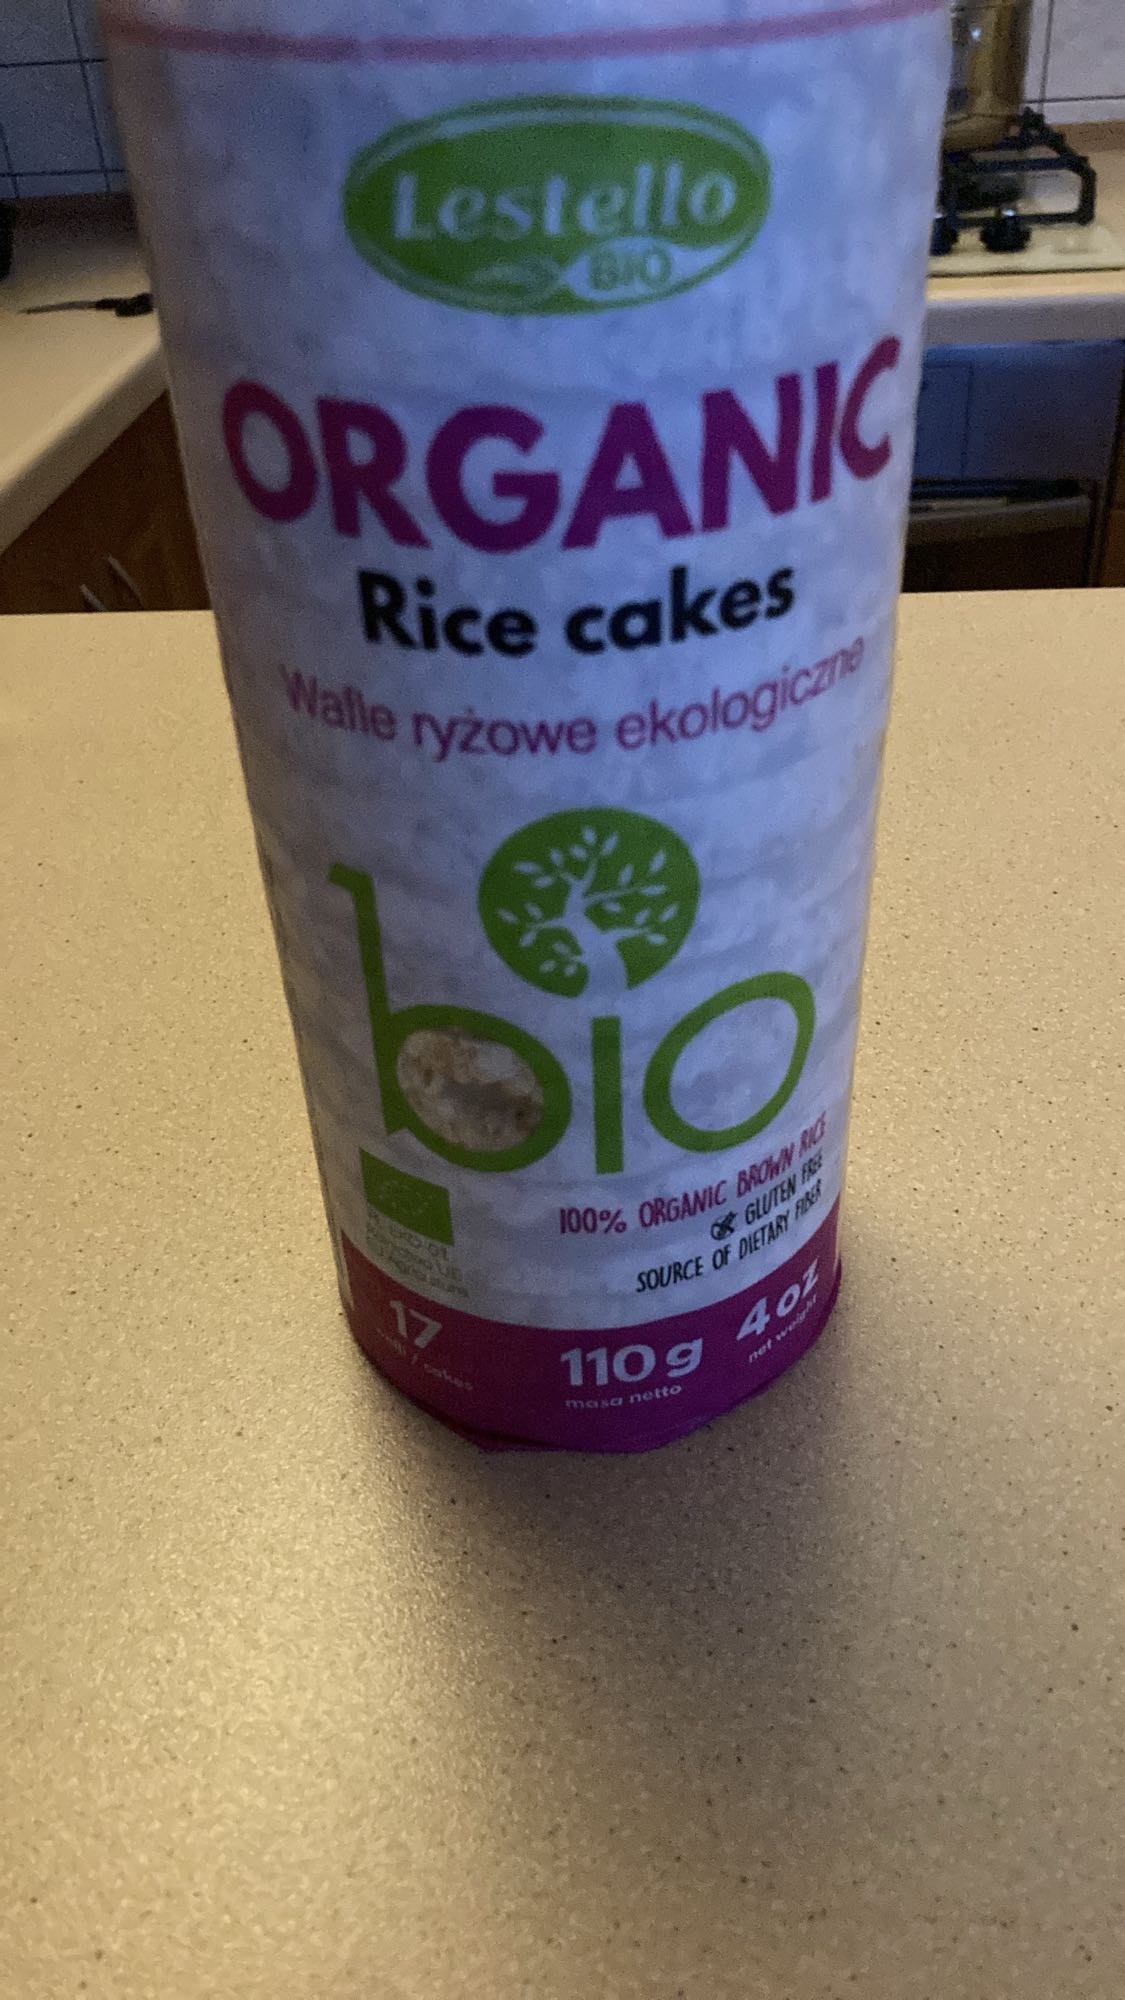 Lestello
BIO
ORGANIC
Rice cakes
Wafle ryżowe ekologiczne
bio
100% ORGANIC BROWN RICE
GLUTEN FREE
SOURCE OF DIETARY FIBER
17
/ cakes
110 g
masa netto
4 oz
net weight